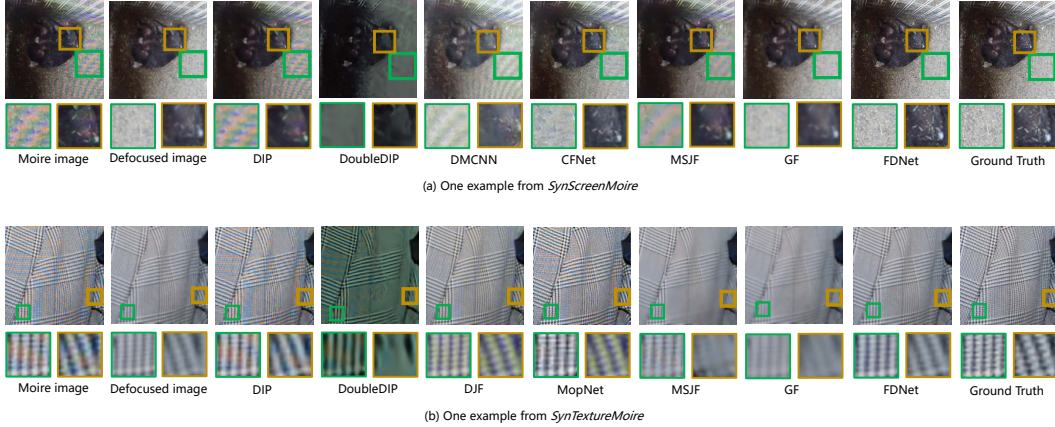 Moire image Defocused image DIP DoubleDIP DMCNN CFNet MSJF GF FDNet Ground Truth
(a) One example from SynScreenMoire
Moire image Defocused image DIP DoubleDIP DJF MopNet MSJF GF FDNet Ground Truth
(b) One example from SynTextureMoire